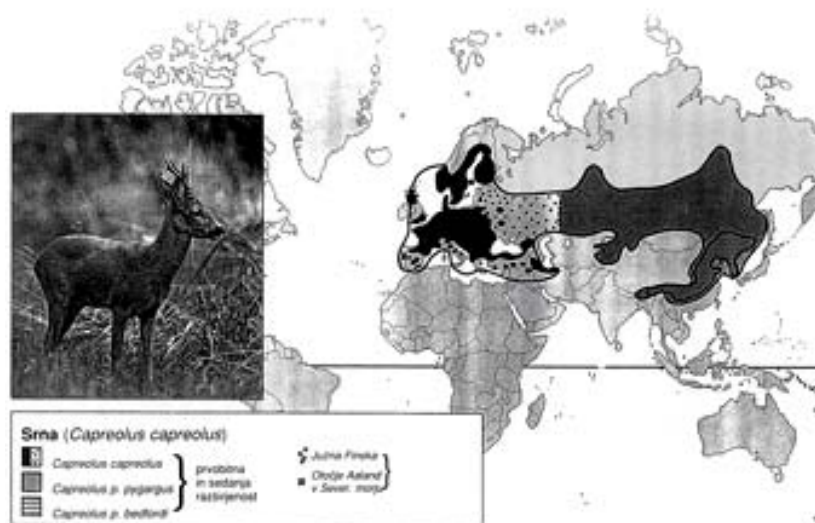 Srna (Capreolus capreolus)
Capreolus capreolus
Capreolus p. pygargus
Capreolus p. bedfordi
prvobitna
in sedanja
razširjenost
Južna Finska
Otočje Aaland
v Sever. morju